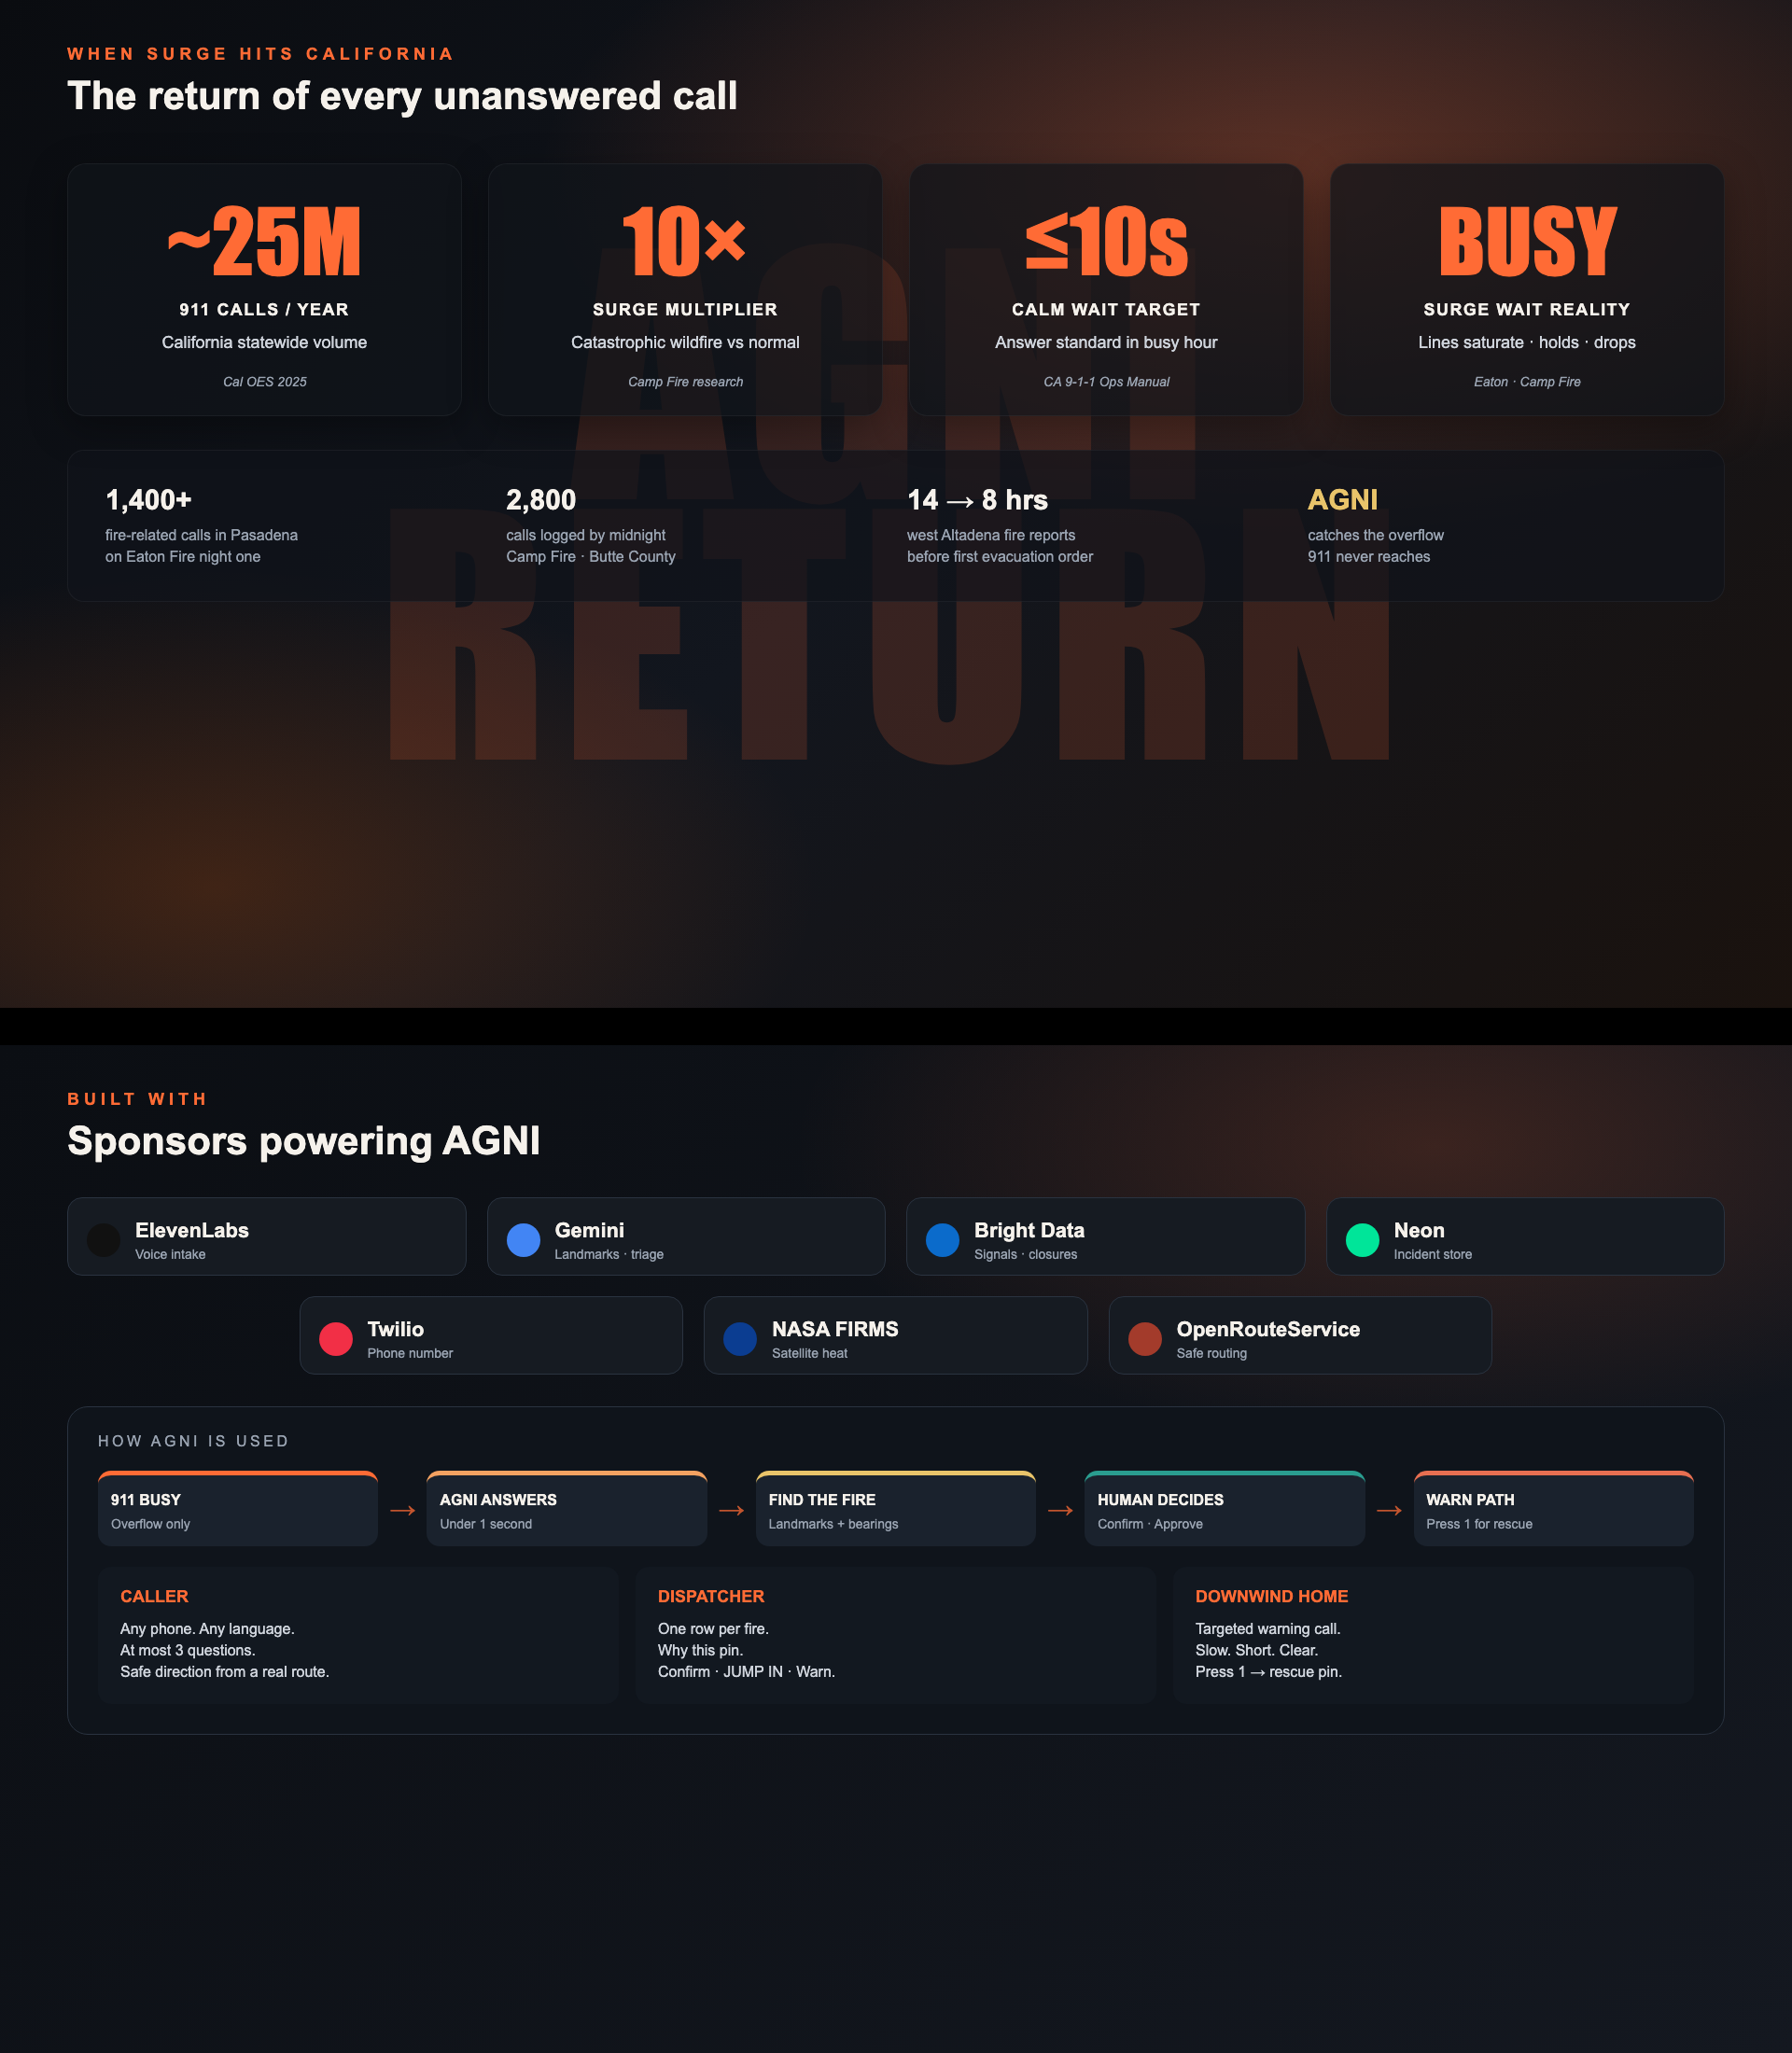 WHEN SURGE HITS CALIFORNIA
The return of every unanswered call
~25M
911 CALLS / YEAR
California statewide volume
Cal OES 2025
10×
SURGE MULTIPLIER
Catastrophic wildfire vs normal
Camp Fire research
≤10s
CALM WAIT TARGET
Answer standard in busy hour
CA 9-1-1 Ops Manual
BUSY
SURGE WAIT REALITY
Lines saturate · holds · drops
Eaton · Camp Fire
AGNI
RETURN
1,400+
fire-related calls in Pasadena
on Eaton Fire night one
2,800
calls logged by midnight
Camp Fire · Butte County
14 → 8 hrs
west Altadena fire reports
before first evacuation order
AGNI
catches the overflow
911 never reaches
BUILT WITH
Sponsors powering AGNI
ElevenLabs
Voice intake
Gemini
Landmarks · triage
Bright Data
Signals · closures
Neon
Incident store
Twilio
Phone number
NASA FIRMS
Satellite heat
OpenRouteService
Safe routing
HOW AGNI IS USED
911 BUSY
Overflow only
→
AGNI ANSWERS
Under 1 second
→
FIND THE FIRE
Landmarks + bearings
→
HUMAN DECIDES
Confirm · Approve
→
WARN PATH
Press 1 for rescue
CALLER
Any phone. Any language.
At most 3 questions.
Safe direction from a real route.
DISPATCHER
One row per fire.
Why this pin.
Confirm · JUMP IN · Warn.
DOWNWIND HOME
Targeted warning call.
Slow. Short. Clear.
Press 1 → rescue pin.